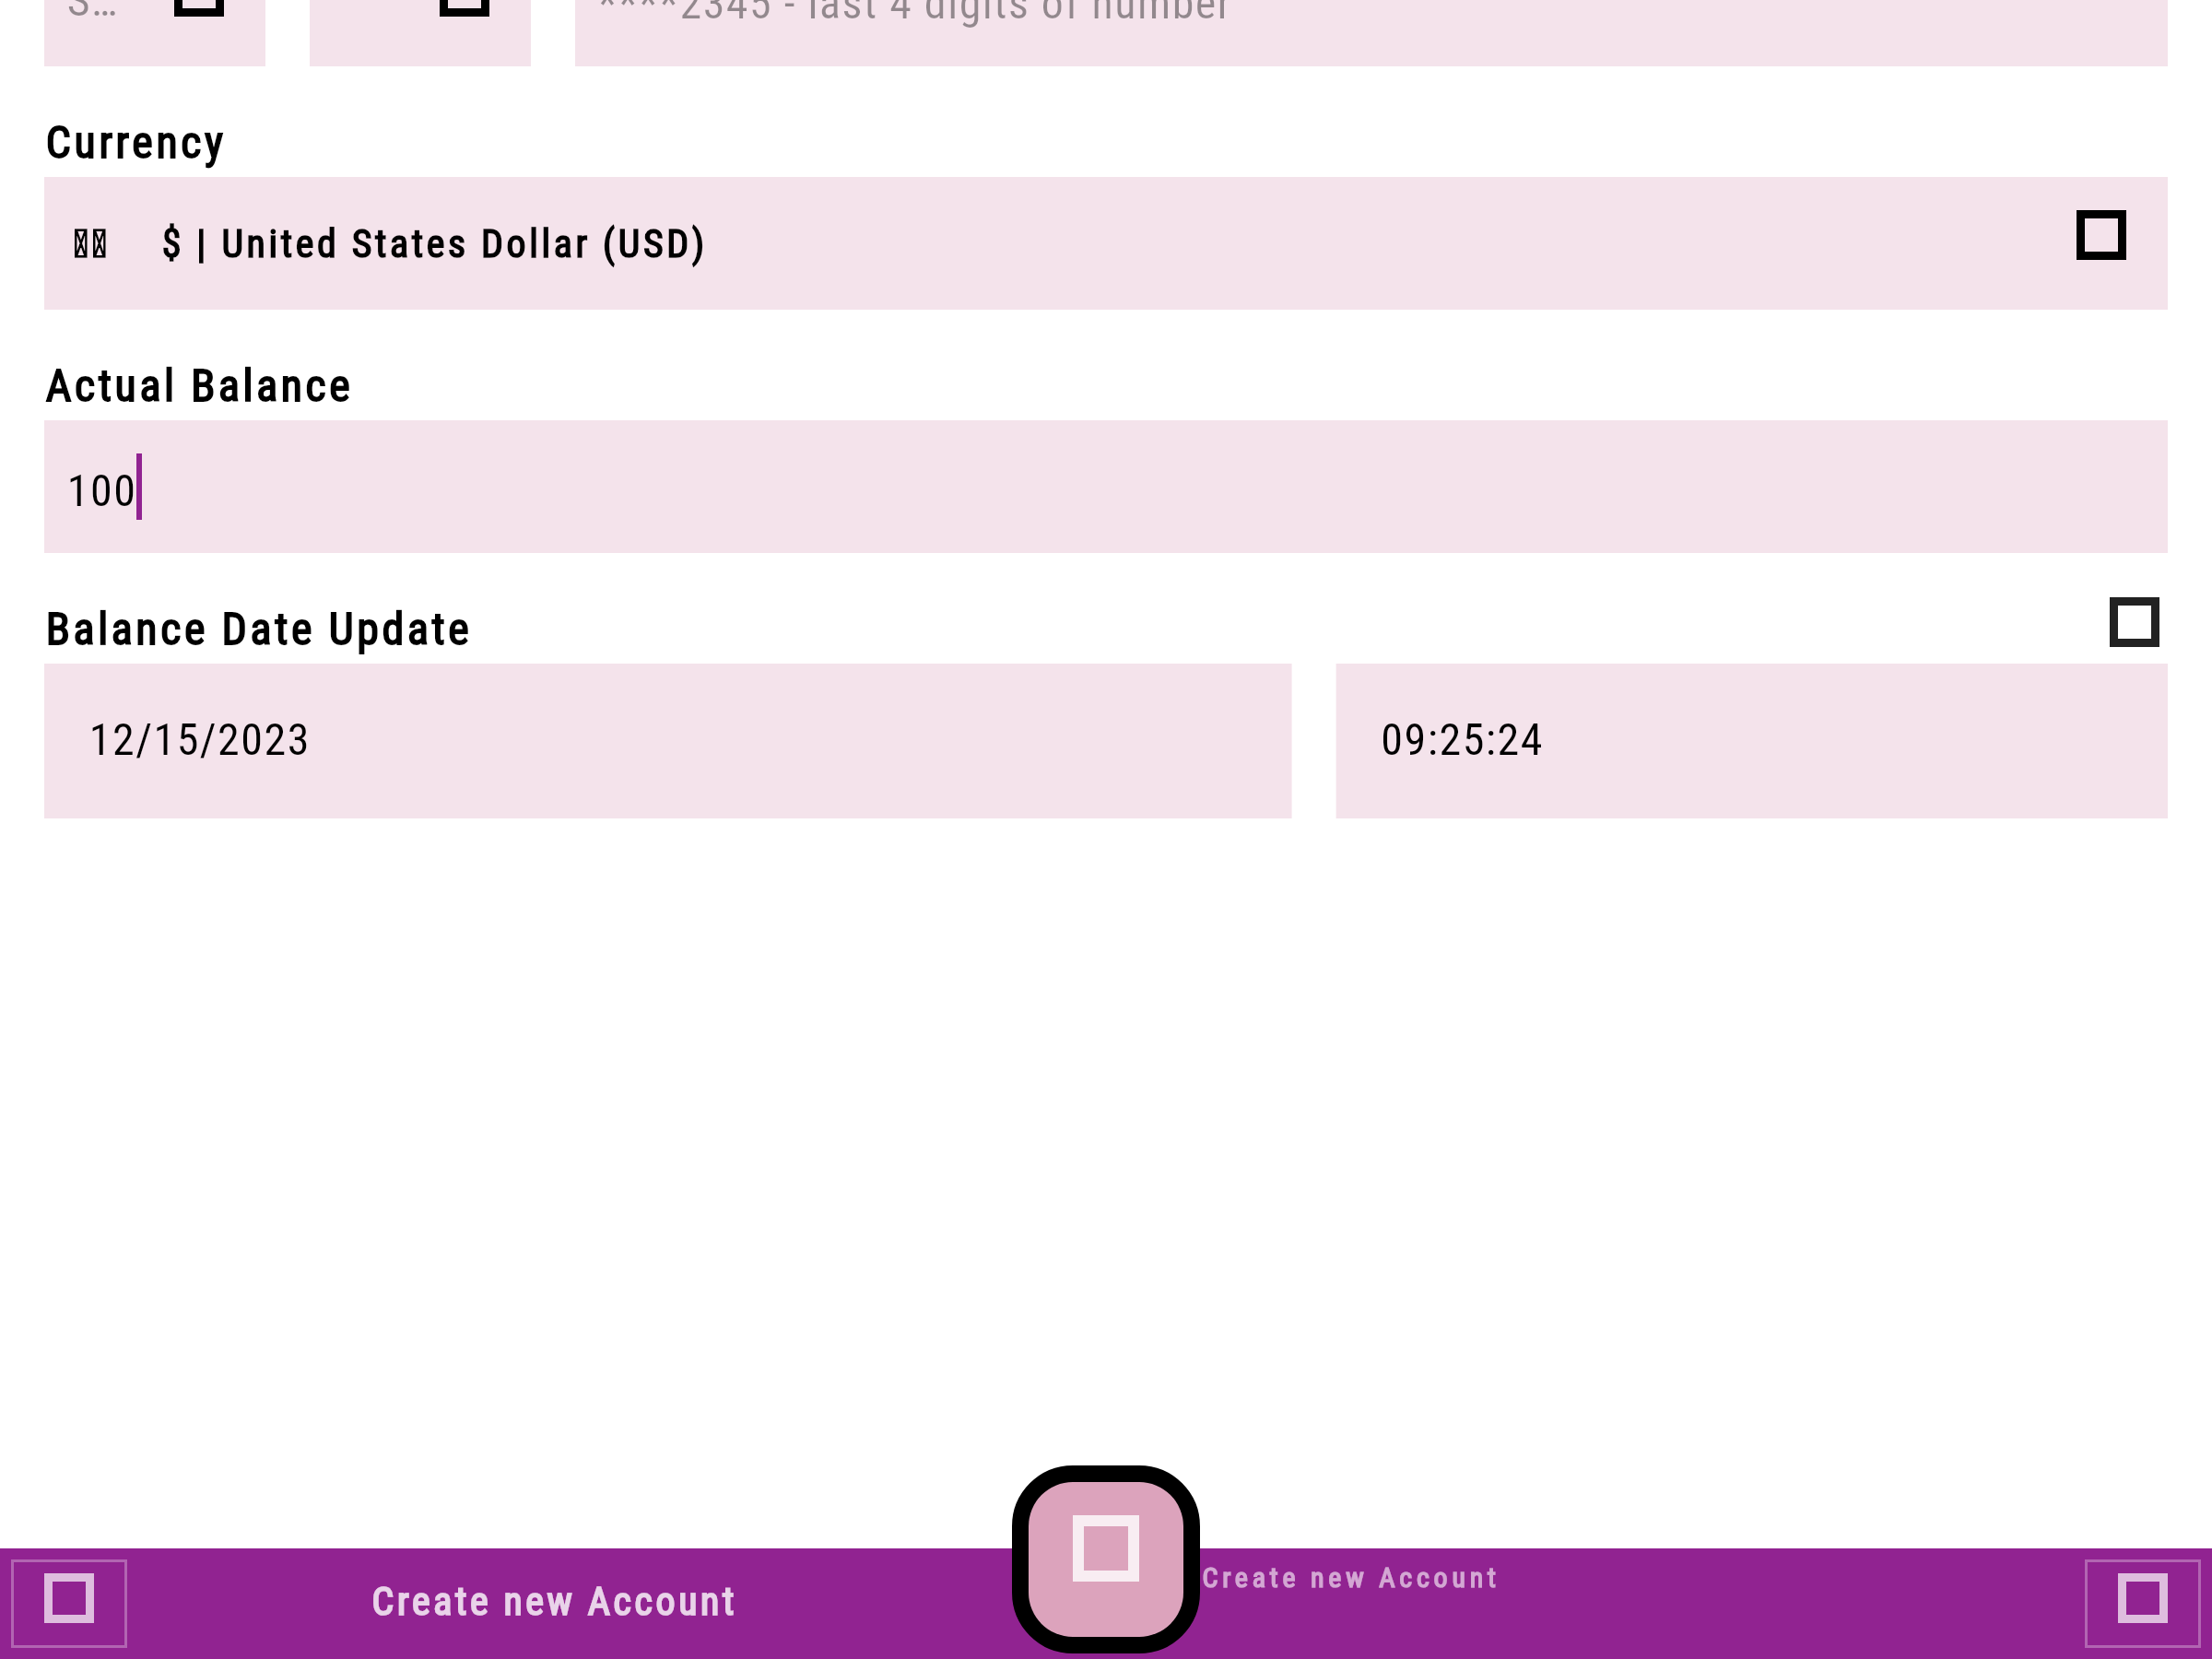 S… ****2345 - last 4 digits of number
Currency
$ | United States Dollar (USD)
Actual Balance
100
Balance Date Update
12/15/2023 09:25:24
Create new Account Create new Account